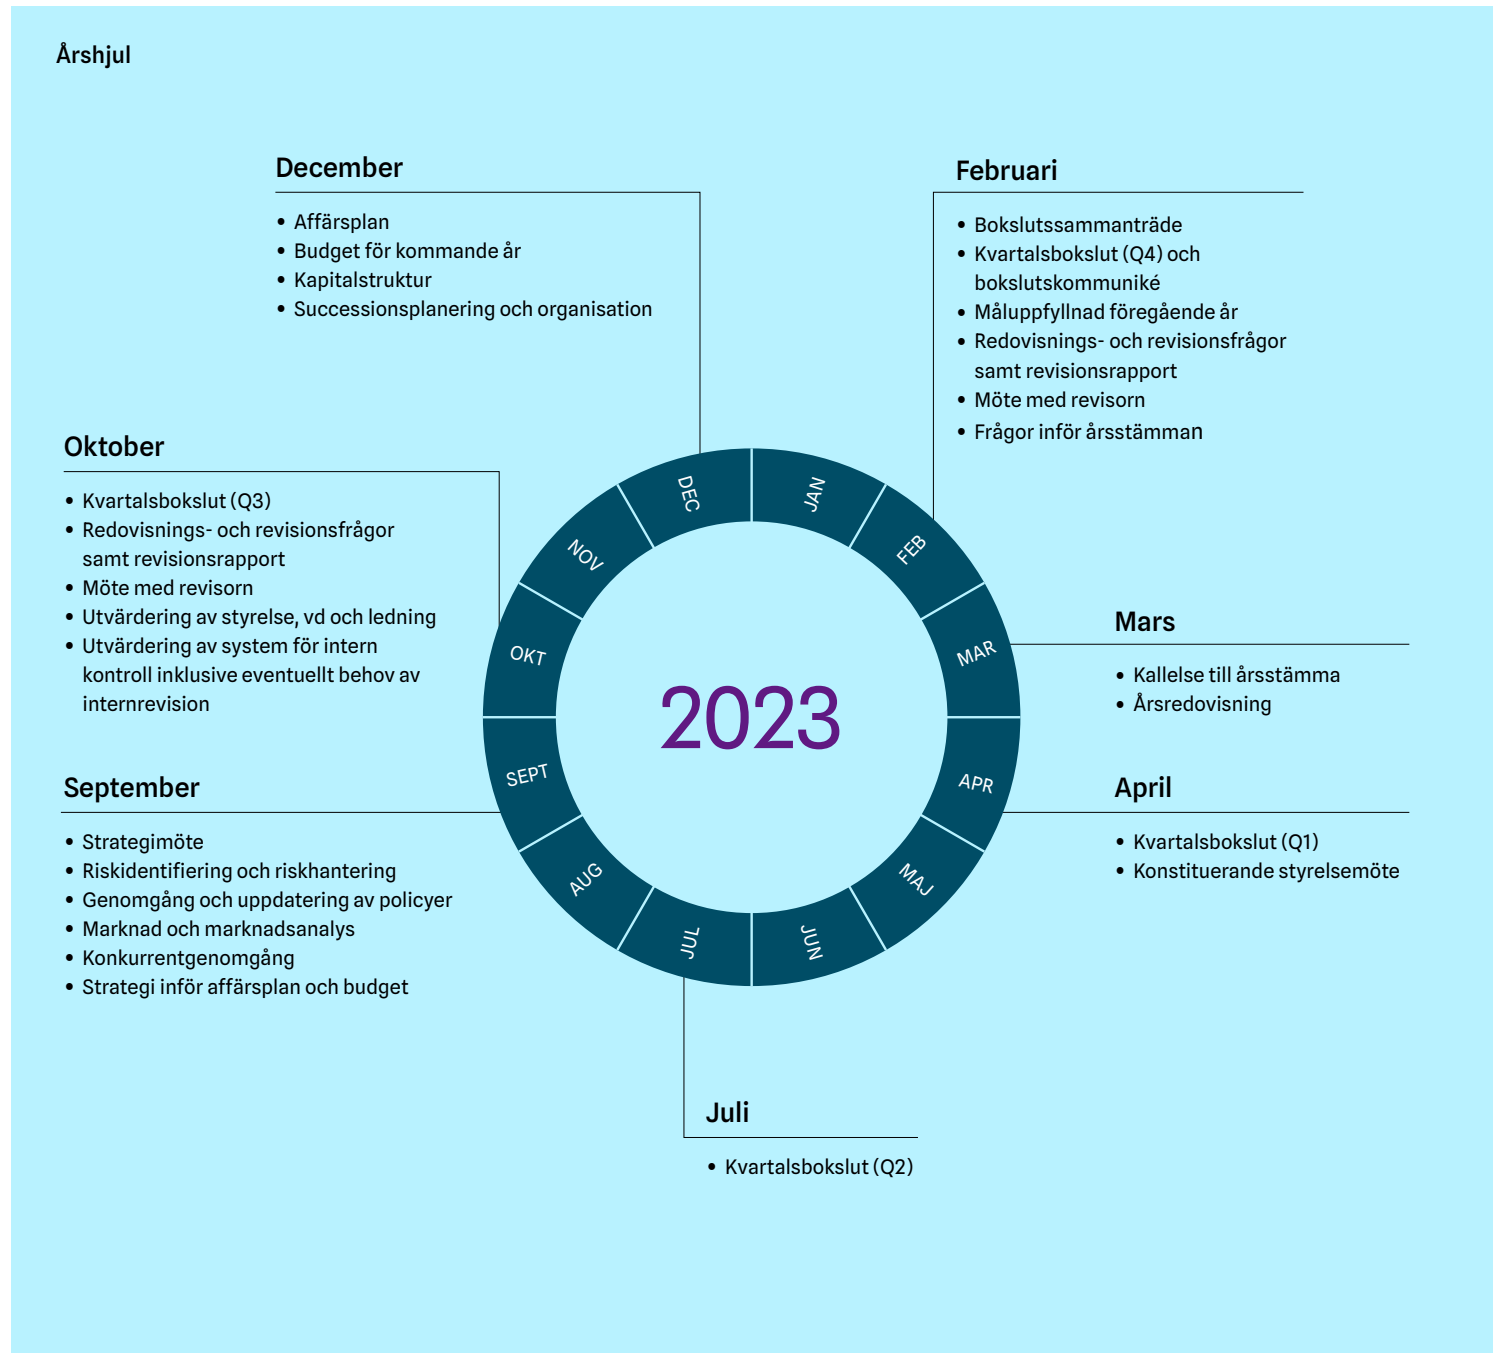 Årshjul
December
• Affärsplan
• Budget för kommande år
• Kapitalstruktur
• Successionsplanering och organisation
Februari
• Bokslutssammanträde
• Kvartalsbokslut (Q4) och
bokslutskommuniké
• Måluppfyllnad föregående år
• Redovisnings- och revisionsfrågor
samt revisionsrapport
• Möte med revisorn
• Frågor inför årsstämman
Oktober
• Kvartalsbokslut (Q3)
• Redovisnings- och revisionsfrågor
samt revisionsrapport
• Möte med revisorn
• Utvärdering av styrelse, vd och ledning
• Utvärdering av system för intern
kontroll inklusive eventuellt behov av
internrevision
Mars
• Kallelse till årsstämma
• Årsredovisning
September
• Strategimöte
• Riskidentifiering och riskhantering
• Genomgång och uppdatering av policyer
• Marknad och marknadsanalys
• Konkurrentgenomgång
• Strategi inför affärsplan och budget
April
• Kvartalsbokslut (Q1)
• Konstituerande styrelsemöte
Juli
• Kvartalsbokslut (Q2)
JAN
FEB
MAR
APR
MAJ
JUN
JUL
AUG
SEPT
OKT
NOV
DEC
2023